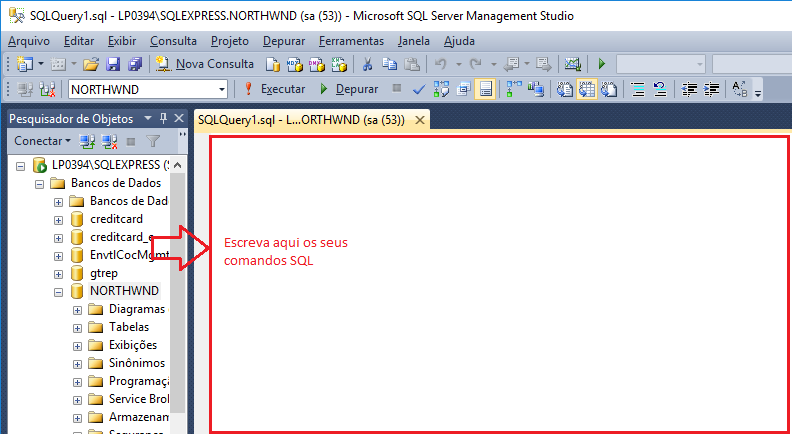 SQLQuery1.sql - LP0394\SQLEXPRESS.NORTHWND (sa (53)) - Microsoft SQL Server Management Studio
Arquivo Editar Exibir Consulta Projeto Depurar Ferramentas Janela Ajuda
Nova Consulta
NORTHWND Executar Depurar
Pesquisador de Objetos
SQLQuery1.sql - L...ORTHWND (sa (53))
Conectar
LP0394\SQLEXPRESS (S
Bancos de Dados
Bancos de Dad
creditcard
creditcard_
EnvtlCocMgmt
gtrep
NORTHWND
Diagramas
Tabelas
Exibições
Sinônimos
Programaçã
Service Brol
Armazenam
Segurança
Escreva aqui os seus
comandos SQL